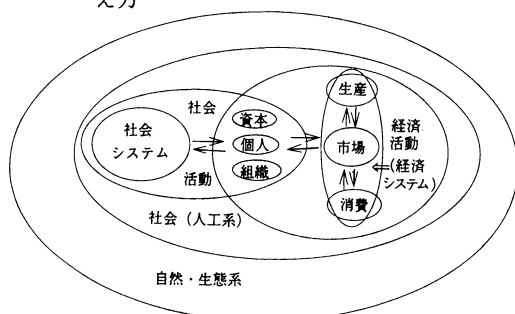 え方
社会
社会
システム
活動
資本
個人
組織
生産
市場
消費
経済
活動
(経済
システム)
社会（人工系）
自然・生態系